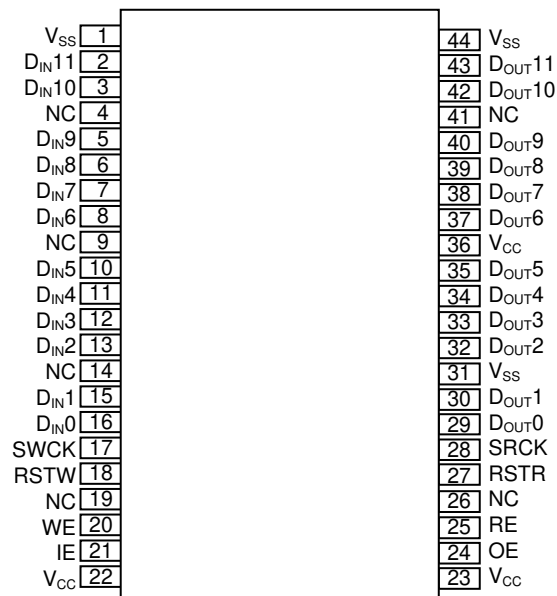 VSS 1 44 VSS
DIN11 2 43 DOUT11
DIN10 3 42 DOUT10
NC 4 41 NC
DIN9 5 40 DOUT9
DIN8 6 39 DOUT8
DIN7 7 38 DOUT7
DIN6 8 37 DOUT6
NC 9 36 VCC
DIN5 10 35 DOUT5
DIN4 11 34 DOUT4
DIN3 12 33 DOUT3
DIN2 13 32 DOUT2
NC 14 31 VSS
DIN1 15 30 DOUT1
DIN0 16 29 DOUT0
SWCK 17 28 SRCK
RSTW 18 27 RSTR
NC 19 26 NC
WE 20 25 RE
IE 21 24 OE
VCC 22 23 VCC